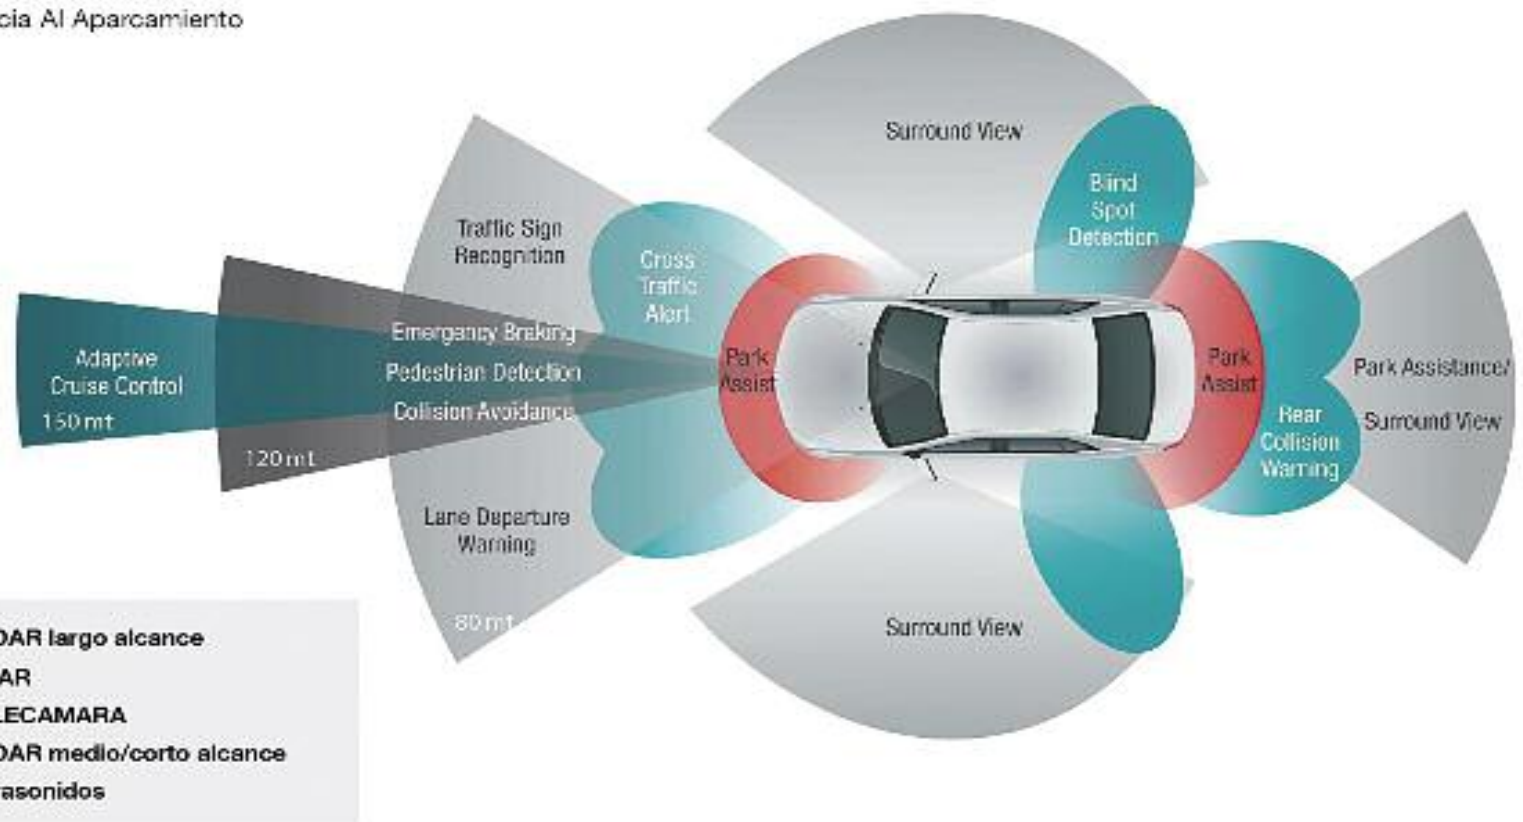 cia Al Aparcamiento
Surround View
Blind
Spot
Detection
Traffic Sign
Recognition
Cross
Traffic
Alert
Emergency Braking
Pedestrian Detection
Collision Avoidance
Adaptive
Cruise Control
150 mt
120 mt
Park
Assist
Park
Assist
Park Assistance/
Surround View
Rear
Collision
Warning
Lane Departure
Warning
80 mt
Surround View
DAR largo alcance
AR
LECAMARA
DAR medio/corto alcance
rasonidos